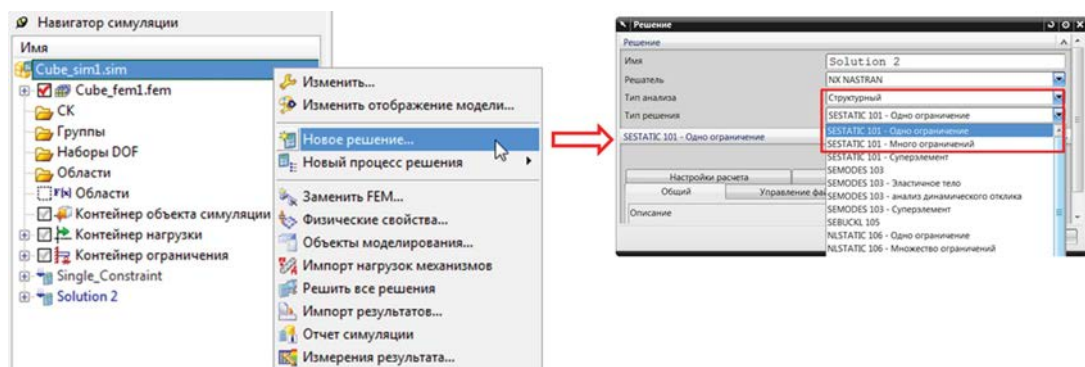 Навигатор симуляции
Имя
Cube_sim1.sim
Cube_fem1.fem
СК
Группы
Наборы DOF
Области
F(x) Области
Контейнер объекта симуляции
Контейнер нагрузки
Контейнер ограничения
Single_Constraint
Solution 2
Изменить...
Изменить отображение модели...
Новое решение...
Новый процесс решения
Заменить FEM...
Физические свойства...
Объекты моделирования...
Импорт нагрузок механизмов
Решить все решения
Импорт результатов...
Отчет симуляции
Измерения результата...
Решение
Решение
Имя Solution 2
Решатель NX NASTRAN
Тип анализа Структурный
Тип решения SESTATIC 101 - Одно ограничение
SESTATIC 101 - Одно ограничение
Настройки расчета
Общий Управление фай
Описание
SESTATIC 101 - Одно ограничение
SESTATIC 101 - Много ограничений
SESTATIC 101 - Суперэлемент
SEMODES 103
SEMODES 103 - Эластичное тело
SEMODES 103 - анализ динамического отклика
SEMODES 103 - Суперэлемент
SEBUCKL 105
NLSTATIC 106 - Одно ограничение
NLSTATIC 106 - Множество ограничений